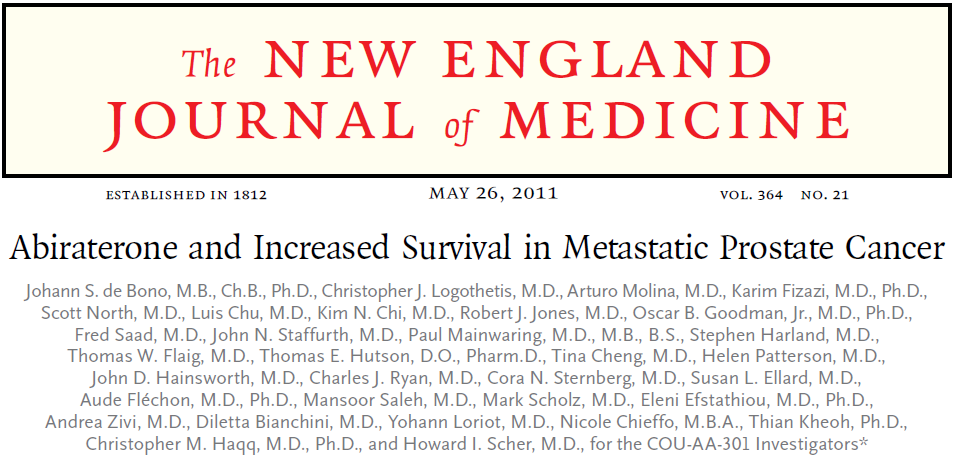 The NEW ENGLAND
JOURNAL of MEDICINE
ESTABLISHED IN 1812 MAY 26, 2011 VOL. 364 NO. 21
Abiraterone and Increased Survival in Metastatic Prostate Cancer
Johann S. de Bono, M.B., Ch.B., Ph.D., Christopher J. Logothetis, M.D., Arturo Molina, M.D., Karim Fizazi, M.D., Ph.D.,
Scott North, M.D., Luis Chu, M.D., Kim N. Chi, M.D., Robert J. Jones, M.D., Oscar B. Goodman, Jr., M.D., Ph.D.,
Fred Saad, M.D., John N. Staffurth, M.D., Paul Mainwaring, M.D., M.B., B.S., Stephen Harland, M.D.,
Thomas W. Flaig, M.D., Thomas E. Hutson, D.O., Pharm.D., Tina Cheng, M.D., Helen Patterson, M.D.,
John D. Hainsworth, M.D., Charles J. Ryan, M.D., Cora N. Sternberg, M.D., Susan L. Ellard, M.D.,
Aude Fléchon, M.D., Ph.D., Mansoor Saleh, M.D., Mark Scholz, M.D., Eleni Efstathiou, M.D., Ph.D.,
Andrea Zivi, M.D., Diletta Bianchini, M.D., Yohann Loriot, M.D., Nicole Chieffo, M.B.A., Thian Kheoh, Ph.D.,
Christopher M. Haqq, M.D., Ph.D., and Howard I. Scher, M.D., for the COU-AA-301 Investigators*